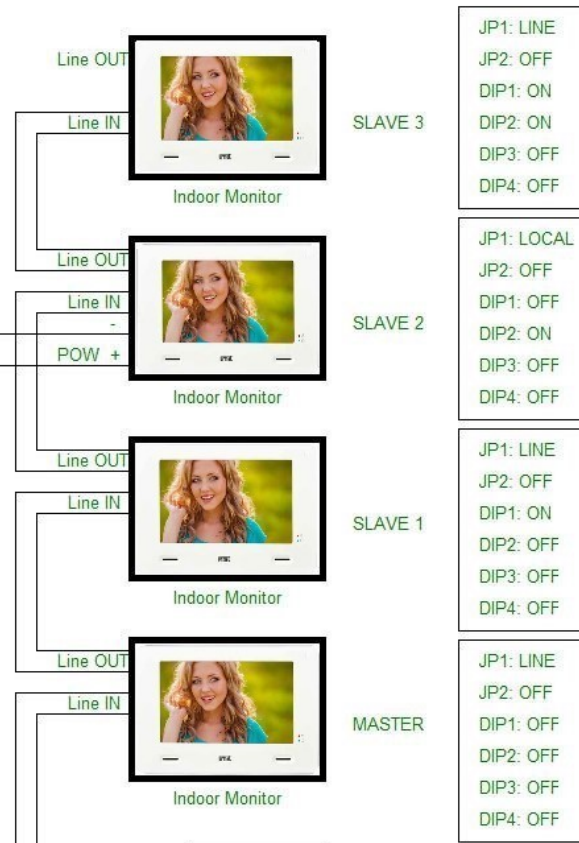 Line OUT
Line IN
SLAVE 3
Indoor Monitor
JP1: LINE
JP2: OFF
DIP1: ON
DIP2: ON
DIP3: OFF
DIP4: OFF
Line OUT
Line IN
-
POW +
SLAVE 2
Indoor Monitor
JP1: LOCAL
JP2: OFF
DIP1: OFF
DIP2: ON
DIP3: OFF
DIP4: OFF
Line OUT
Line IN
SLAVE 1
Indoor Monitor
JP1: LINE
JP2: OFF
DIP1: ON
DIP2: OFF
DIP3: OFF
DIP4: OFF
Line OUT
Line IN
MASTER
Indoor Monitor
JP1: LINE
JP2: OFF
DIP1: OFF
DIP2: OFF
DIP3: OFF
DIP4: OFF